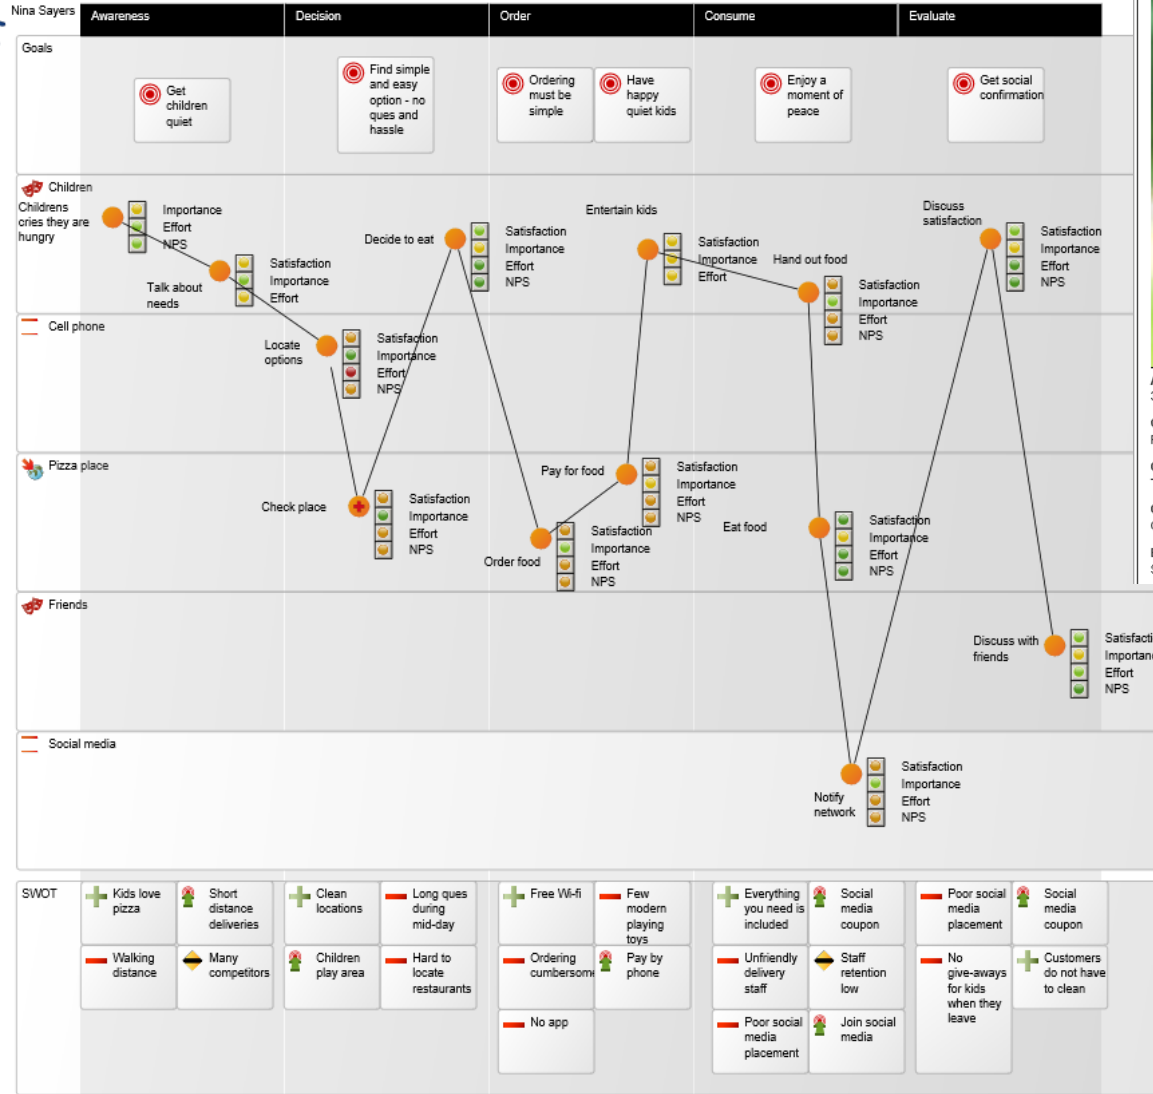 Nina Sayers
Awareness
Decision
Order
Consume
Evaluate
Goals
Get
children
quiet
Find simple
and easy
option - no
ques and
hassle
Ordering
must be
simple
Have
happy
quiet kids
Enjoy a
moment of
peace
Get social
confirmation
Children
Childrens
cries they are
hungry
Importance
Effort
NPS
Talk about
needs
Satisfaction
Importance
Effort
Decide to eat
Satisfaction
Importance
Effort
NPS
Entertain kids
Satisfaction
Importance
Effort
Hand out food
Satisfaction
Importance
Effort
NPS
Discuss
satisfaction
Satisfaction
Importance
Effort
NPS
Cell phone
Locate
options
Satisfaction
Importance
Effort
NPS
Pizza place
Check place
Satisfaction
Importance
Effort
NPS
Order food
Satisfaction
Importance
Effort
NPS
Pay for food
Satisfaction
Importance
Effort
NPS
Eat food
Satisfaction
Importance
Effort
NPS
Friends
Discuss with
friends
Satisfacti
Importan
Effort
NPS
Social media
Notify
network
Satisfaction
Importance
Effort
NPS
SWOT
Kids love
pizza
Short
distance
deliveries
Walking
distance
Many
competitors
Clean
locations
Long ques
during
mid-day
Children
play area
Hard to
locate
restaurants
Free Wi-fi
Few
modern
playing
toys
Ordering
cumbersome
Pay by
phone
No app
Everything
you need is
included
Social
media
coupon
Unfriendly
delivery
staff
Staff
retention
low
Poor social
media
placement
Join social
media
Poor social
media
placement
Social
media
coupon
No
give-aways
for kids
when they
leave
Customers
do not have
to clean